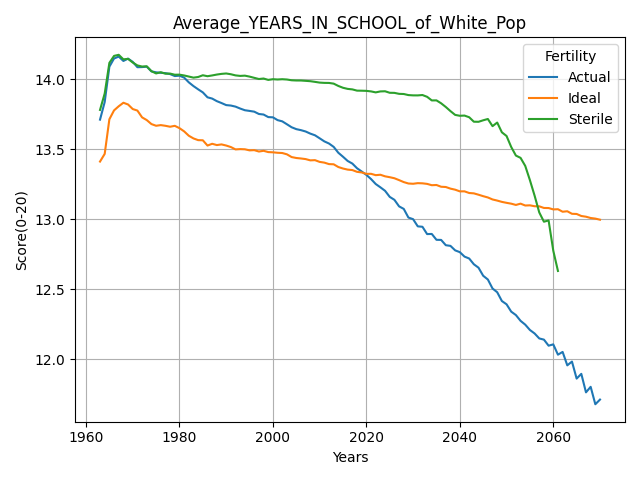 Average_YEARS_IN_SCHOOL_of_White_Pop
Fertility
Actual
Ideal
Sterile
Score(0-20)
14.0
13.5
13.0
12.5
12.0
1960 1980 2000 2020 2040 2060
Years